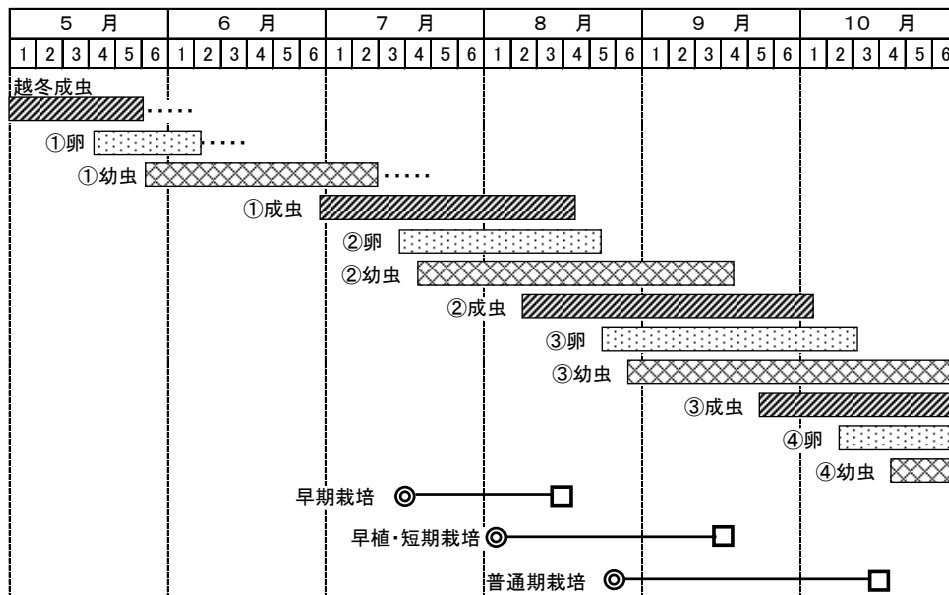 5 月 6 月 7 月 8 月 9 月 10 月
1 2 3 4 5 6 1 2 3 4 5 6 1 2 3 4 5 6 1 2 3 4 5 6 1 2 3 4 5 6 1 2 3 4 5 6
越冬成虫
①卵
①幼虫
①成虫
②卵
②幼虫
②成虫
③卵
③幼虫
③成虫
④卵
④幼虫
早期栽培
早植・短期栽培
普通期栽培